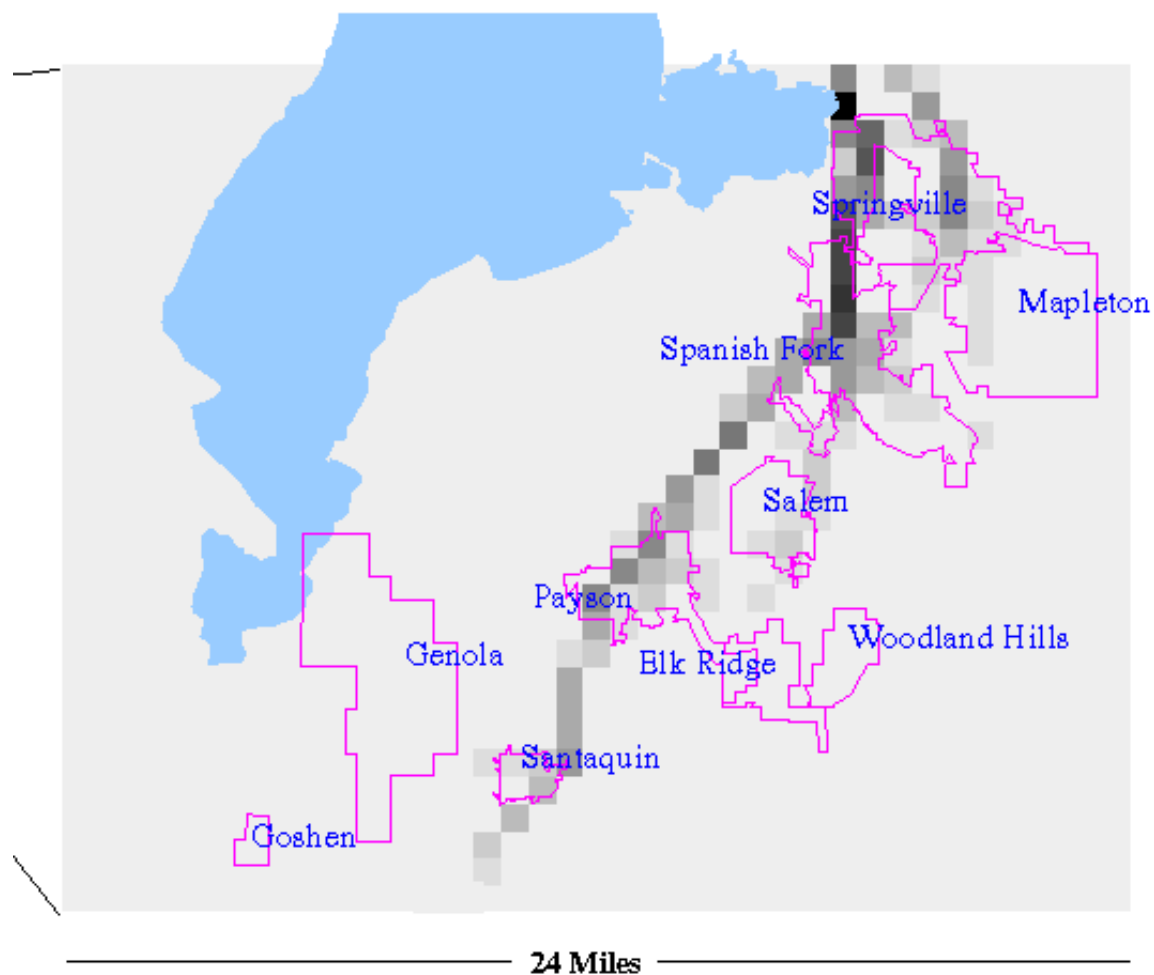 Springville
Mapleton
Spanish Fork
Salem
Payson
Woodland Hills
Genola
Elk Ridge
Santaquin
Goshen
24 Miles